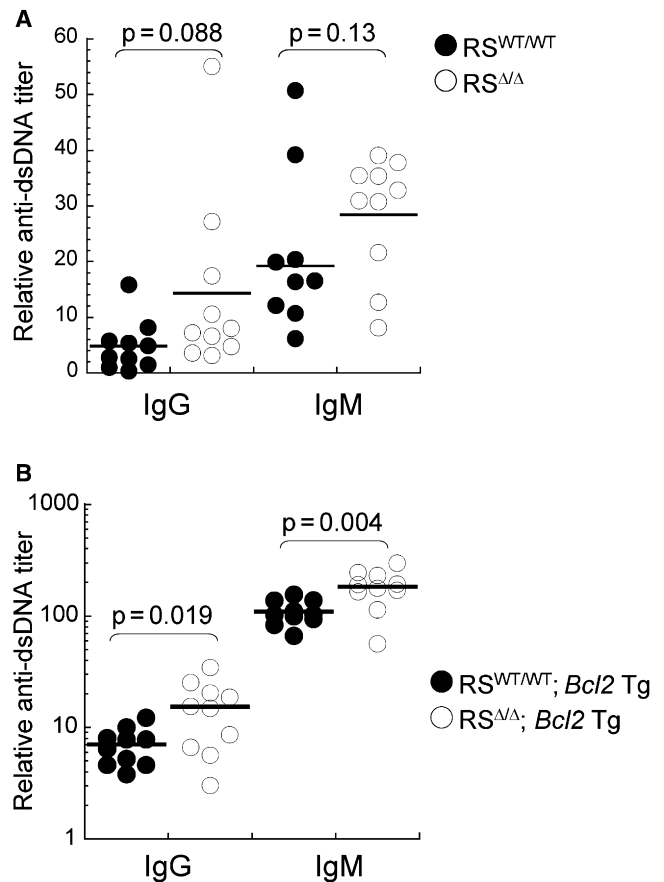 A
p = 0.088
p = 0.13
RS^WT/WT
RS^Δ/Δ
Relative anti-dsDNA titer
60
50
40
30
20
10
0
IgG IgM
B
p = 0.019
p = 0.004
RS^WT/WT; Bcl2 Tg
RS^Δ/Δ; Bcl2 Tg
Relative anti-dsDNA titer
1000
100
10
1
IgG IgM